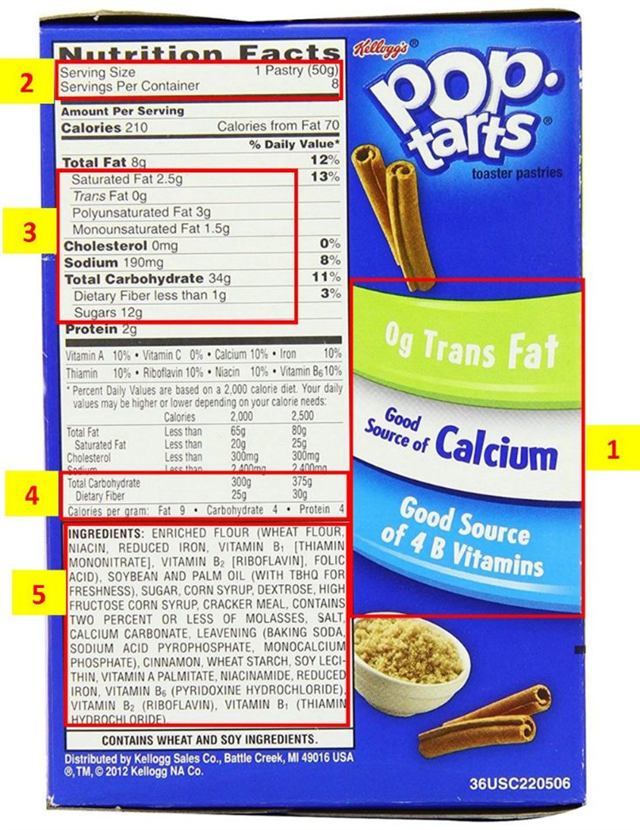 Nutrition Facts
2
Serving Size 1 Pastry (50g)
Servings Per Container 8
Amount Per Serving
Calories 210 Calories from Fat 70
% Daily Value*
Total Fat 8g 12%
3
Saturated Fat 2.5g 13%
Trans Fat 0g
Polyunsaturated Fat 3g
Monounsaturated Fat 1.5g
Cholesterol 0mg 0%
Sodium 190mg 8%
Total Carbohydrate 34g 11%
Dietary Fiber less than 1g 3%
Sugars 12g
Protein 2g
Vitamin A 10% • Vitamin C 0% • Calcium 10% • Iron 10%
Thiamin 10% • Riboflavin 10% • Niacin 10% • Vitamin B6 10%
* Percent Daily Values are based on a 2,000 calorie diet. Your daily
values may be higher or lower depending on your calorie needs:
Calories 2,000 2,500
Total Fat Less than 65g 80g
Saturated Fat Less than 20g 25g
Cholesterol Less than 300mg 300mg
Sodium Less than 2,400mg 2,400mg
4
Total Carbohydrate 300g 375g
Dietary Fiber 25g 30g
Calories per gram: Fat 9 • Carbohydrate 4 • Protein 4
5
INGREDIENTS: ENRICHED FLOUR (WHEAT FLOUR,
NIACIN, REDUCED IRON, VITAMIN B1 [THIAMIN
MONONITRATE], VITAMIN B2 [RIBOFLAVIN], FOLIC
ACID), SOYBEAN AND PALM OIL (WITH TBHQ FOR
FRESHNESS), SUGAR, CORN SYRUP, DEXTROSE, HIGH
FRUCTOSE CORN SYRUP, CRACKER MEAL, CONTAINS
TWO PERCENT OR LESS OF MOLASSES, SALT,
CALCIUM CARBONATE, LEAVENING (BAKING SODA,
SODIUM ACID PYROPHOSPHATE, MONOCALCIUM
PHOSPHATE), CINNAMON, WHEAT STARCH, SOY LECI-
THIN, VITAMIN A PALMITATE, NIACINAMIDE, REDUCED
IRON, VITAMIN B6 (PYRIDOXINE HYDROCHLORIDE),
VITAMIN B2 (RIBOFLAVIN), VITAMIN B1 (THIAMIN
HYDROCHLORIDE).
CONTAINS WHEAT AND SOY INGREDIENTS.
Distributed by Kellogg Sales Co., Battle Creek, MI 49016 USA
®, TM, © 2012 Kellogg NA Co.
Kellogg's®
pop.
tarts®
toaster pastries
1
0g Trans Fat
Good
Source of Calcium
Good Source
of 4 B Vitamins
36USC220506